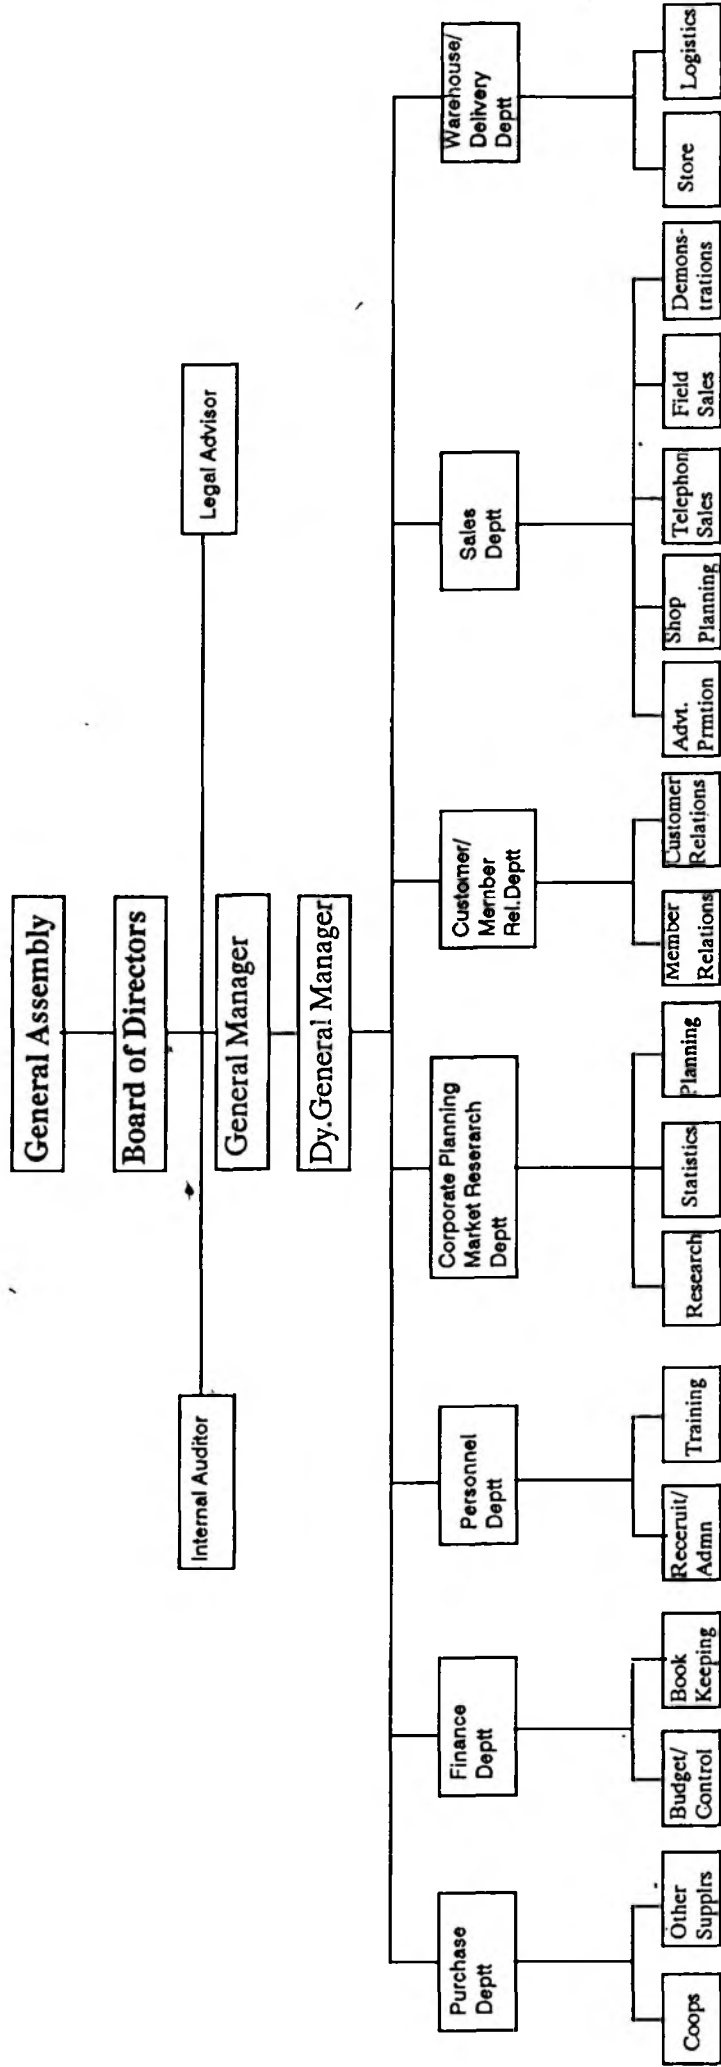 General Assembly
Board of Directors
Internal Auditor
Legal Advisor
General Manager
Dy.General Manager
Purchase
Deptt
Finance
Deptt
Personnel
Deptt
Corporate Planning
Market Reserarch
Deptt
Customer/
Member
Rel.Deptt
Sales
Deptt
Warehouse/
Delivery
Deptt
Coops
Other
Supplrs
Budget/
Control
Book
Keeping
Receruit/
Admn
Training
Research
Statistics
Planning
Member
Relations
Customer
Relations
Advt.
Prmtion
Shop
Planning
Telephon
Sales
Field
Sales
Demons-
trations
Store
Logistics